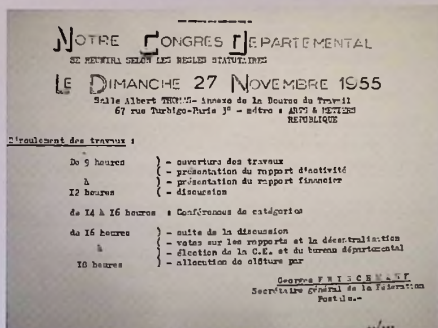 NOTRE CONGRES DEPARTEMENTAL
SE REUNIRA SELON LES REGLES STATUTAIRES
LE DIMANCHE 27 NOVEMBRE 1955
Salle Albert THOMAS- Annexe de la Bourse du Travail
67 rue Turbigo-Paris 3° - métro : ARTS & METIERS
REPUBLIQUE
Déroulement des travaux :
De 9 heures ) - ouverture des travaux
) - présentation du rapport d'activité
à ) - présentation du rapport financier
12 heures ) - discussion
de 14 à 16 heures : Conférences de catégories
de 16 heures ) - suite de la discussion
) - votes sur les rapports et la décentralisation
à ) - élection de la C.E. et du bureau départemental
18 heures ) - allocution de clôture par
Georges FRISCHMANN
Secrétaire général de la Fédération
Postale.-